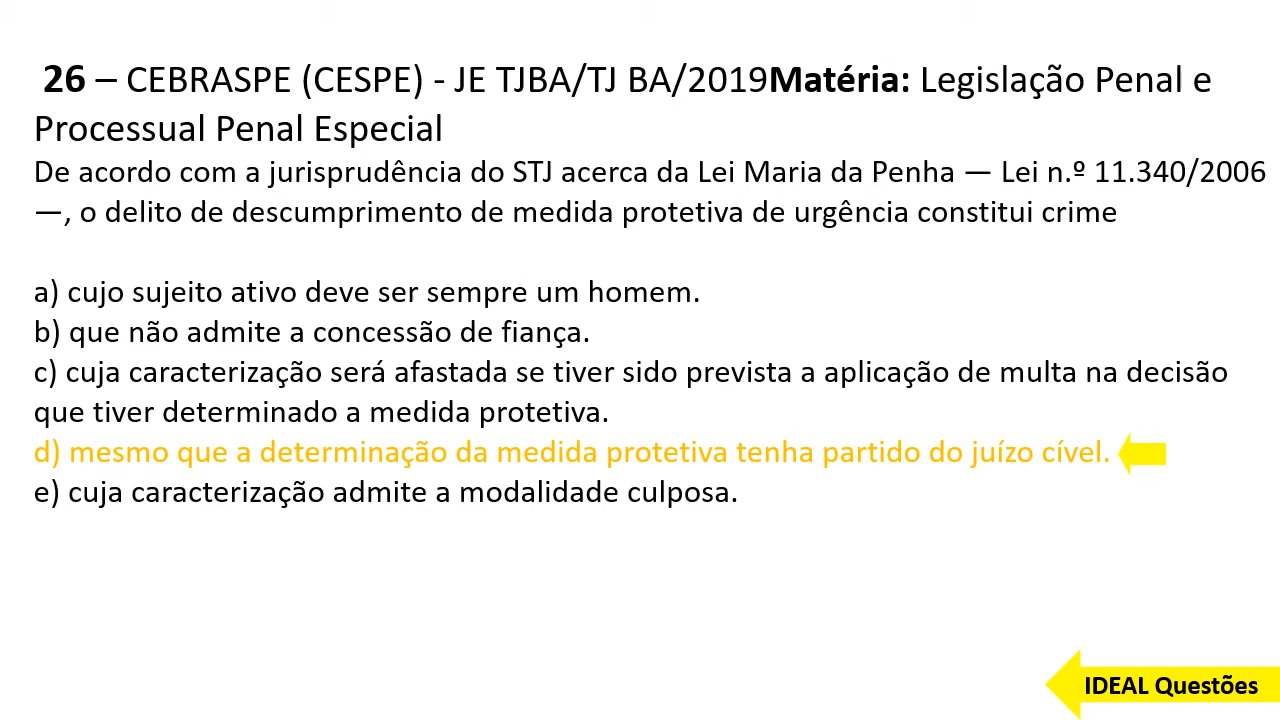 26 – CEBRASPE (CESPE) - JE TJBA/TJ BA/2019Matéria: Legislação Penal e
Processual Penal Especial
De acordo com a jurisprudência do STJ acerca da Lei Maria da Penha — Lei n.º 11.340/2006
—, o delito de descumprimento de medida protetiva de urgência constitui crime
a) cujo sujeito ativo deve ser sempre um homem.
b) que não admite a concessão de fiança.
c) cuja caracterização será afastada se tiver sido prevista a aplicação de multa na decisão
que tiver determinado a medida protetiva.
d) mesmo que a determinação da medida protetiva tenha partido do juízo cível.
e) cuja caracterização admite a modalidade culposa.
IDEAL Questões